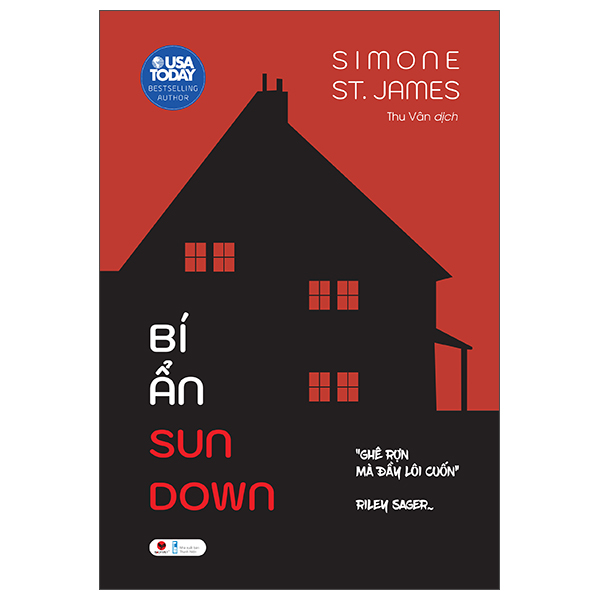 USA
TODAY
BESTSELLING
AUTHOR
SIMONE
ST. JAMES
Thu Vân dịch
BÍ
ẨN
SUN
DOWN
"GHÊ RỢN
MÀ ĐẦY LÔI CUỐN"
RILEY SAGER~